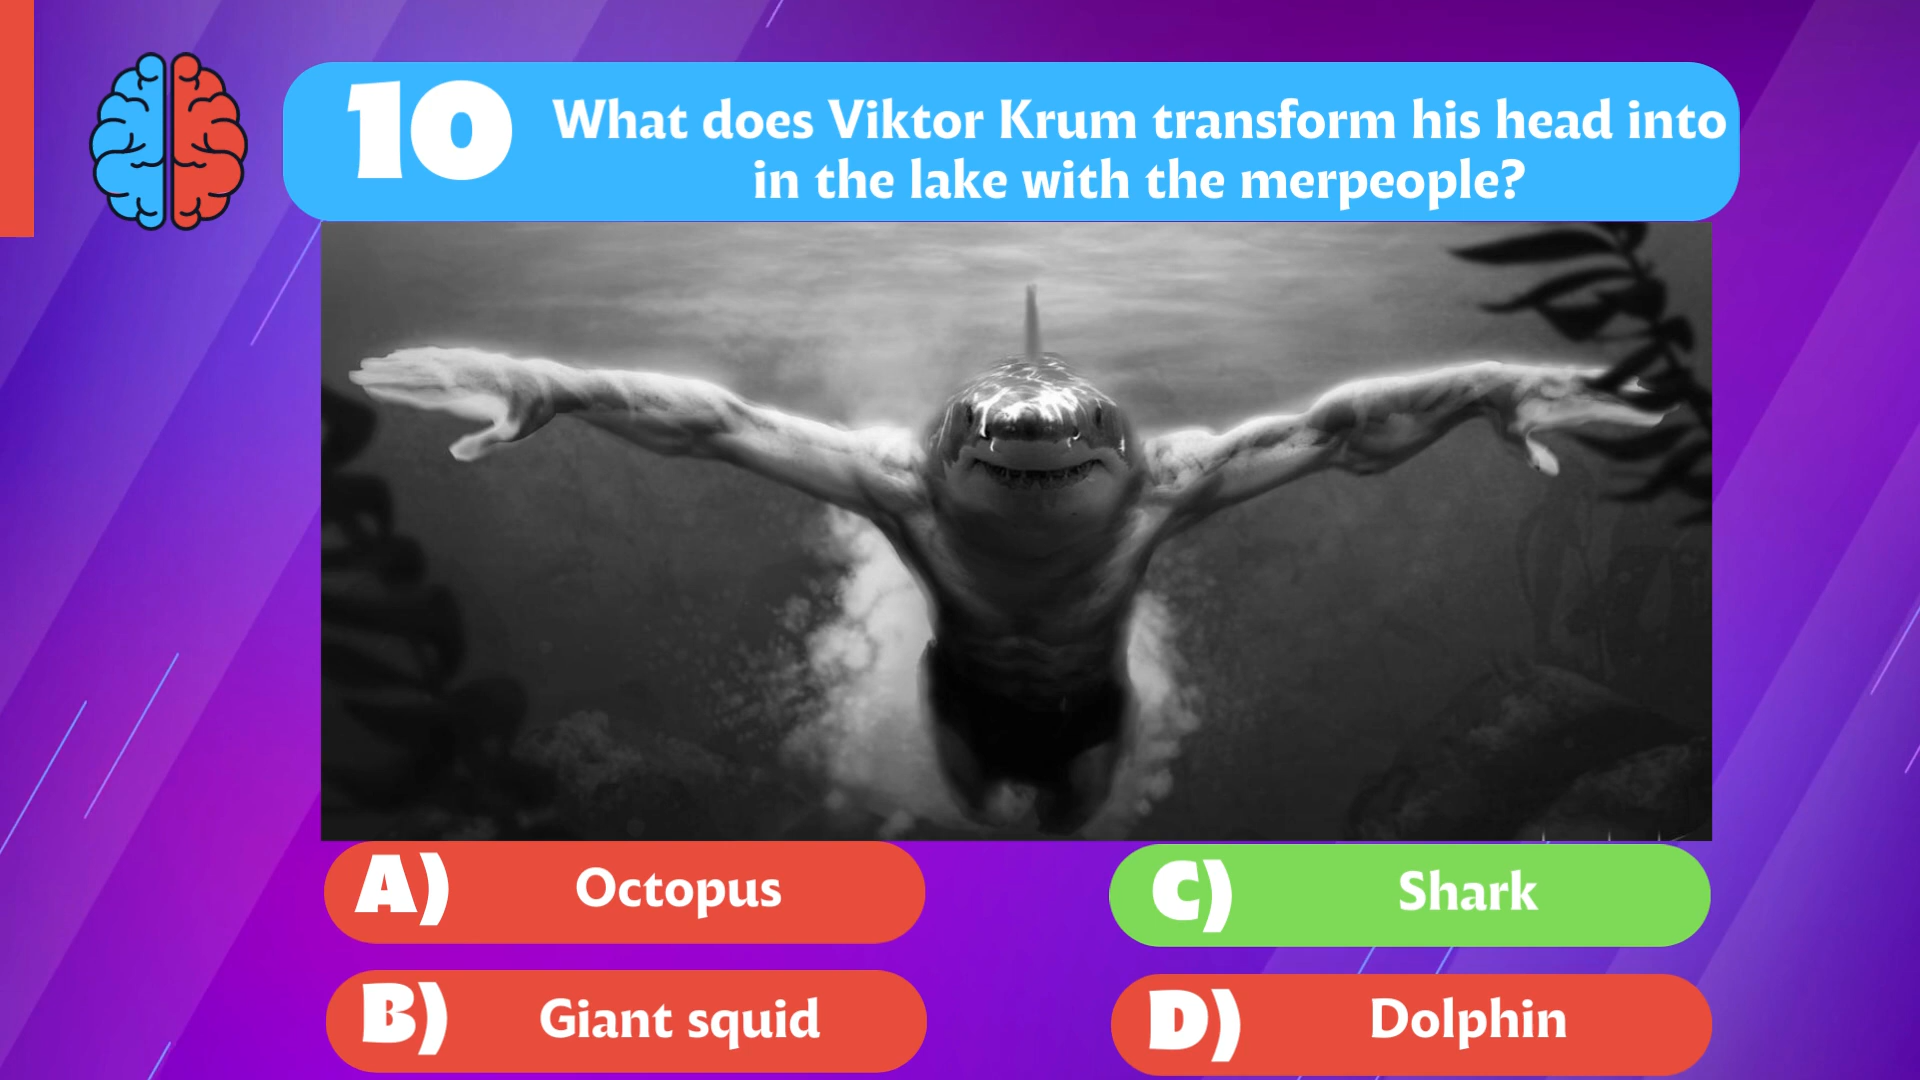 10
What does Viktor Krum transform his head into
in the lake with the merpeople?
A) Octopus
C) Shark
B) Giant squid
D) Dolphin